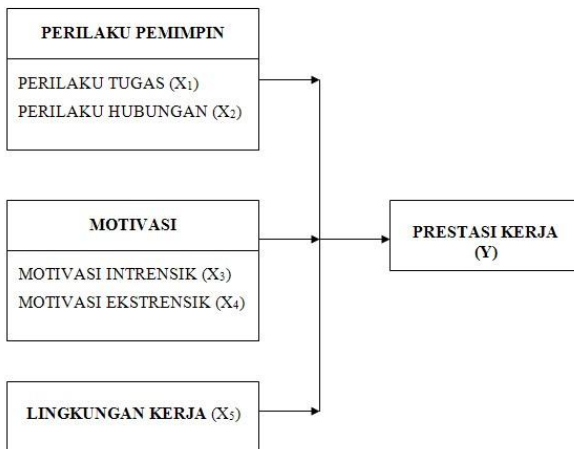 PERILAKU PEMIMPIN
PERILAKU TUGAS (X₁)
PERILAKU HUBUNGAN (X₂)
MOTIVASI
MOTIVASI INTRENSIK (X₃)
MOTIVASI EKSTRENSIK (X₄)
LINGKUNGAN KERJA (X₅)
PRESTASI KERJA
(Y)